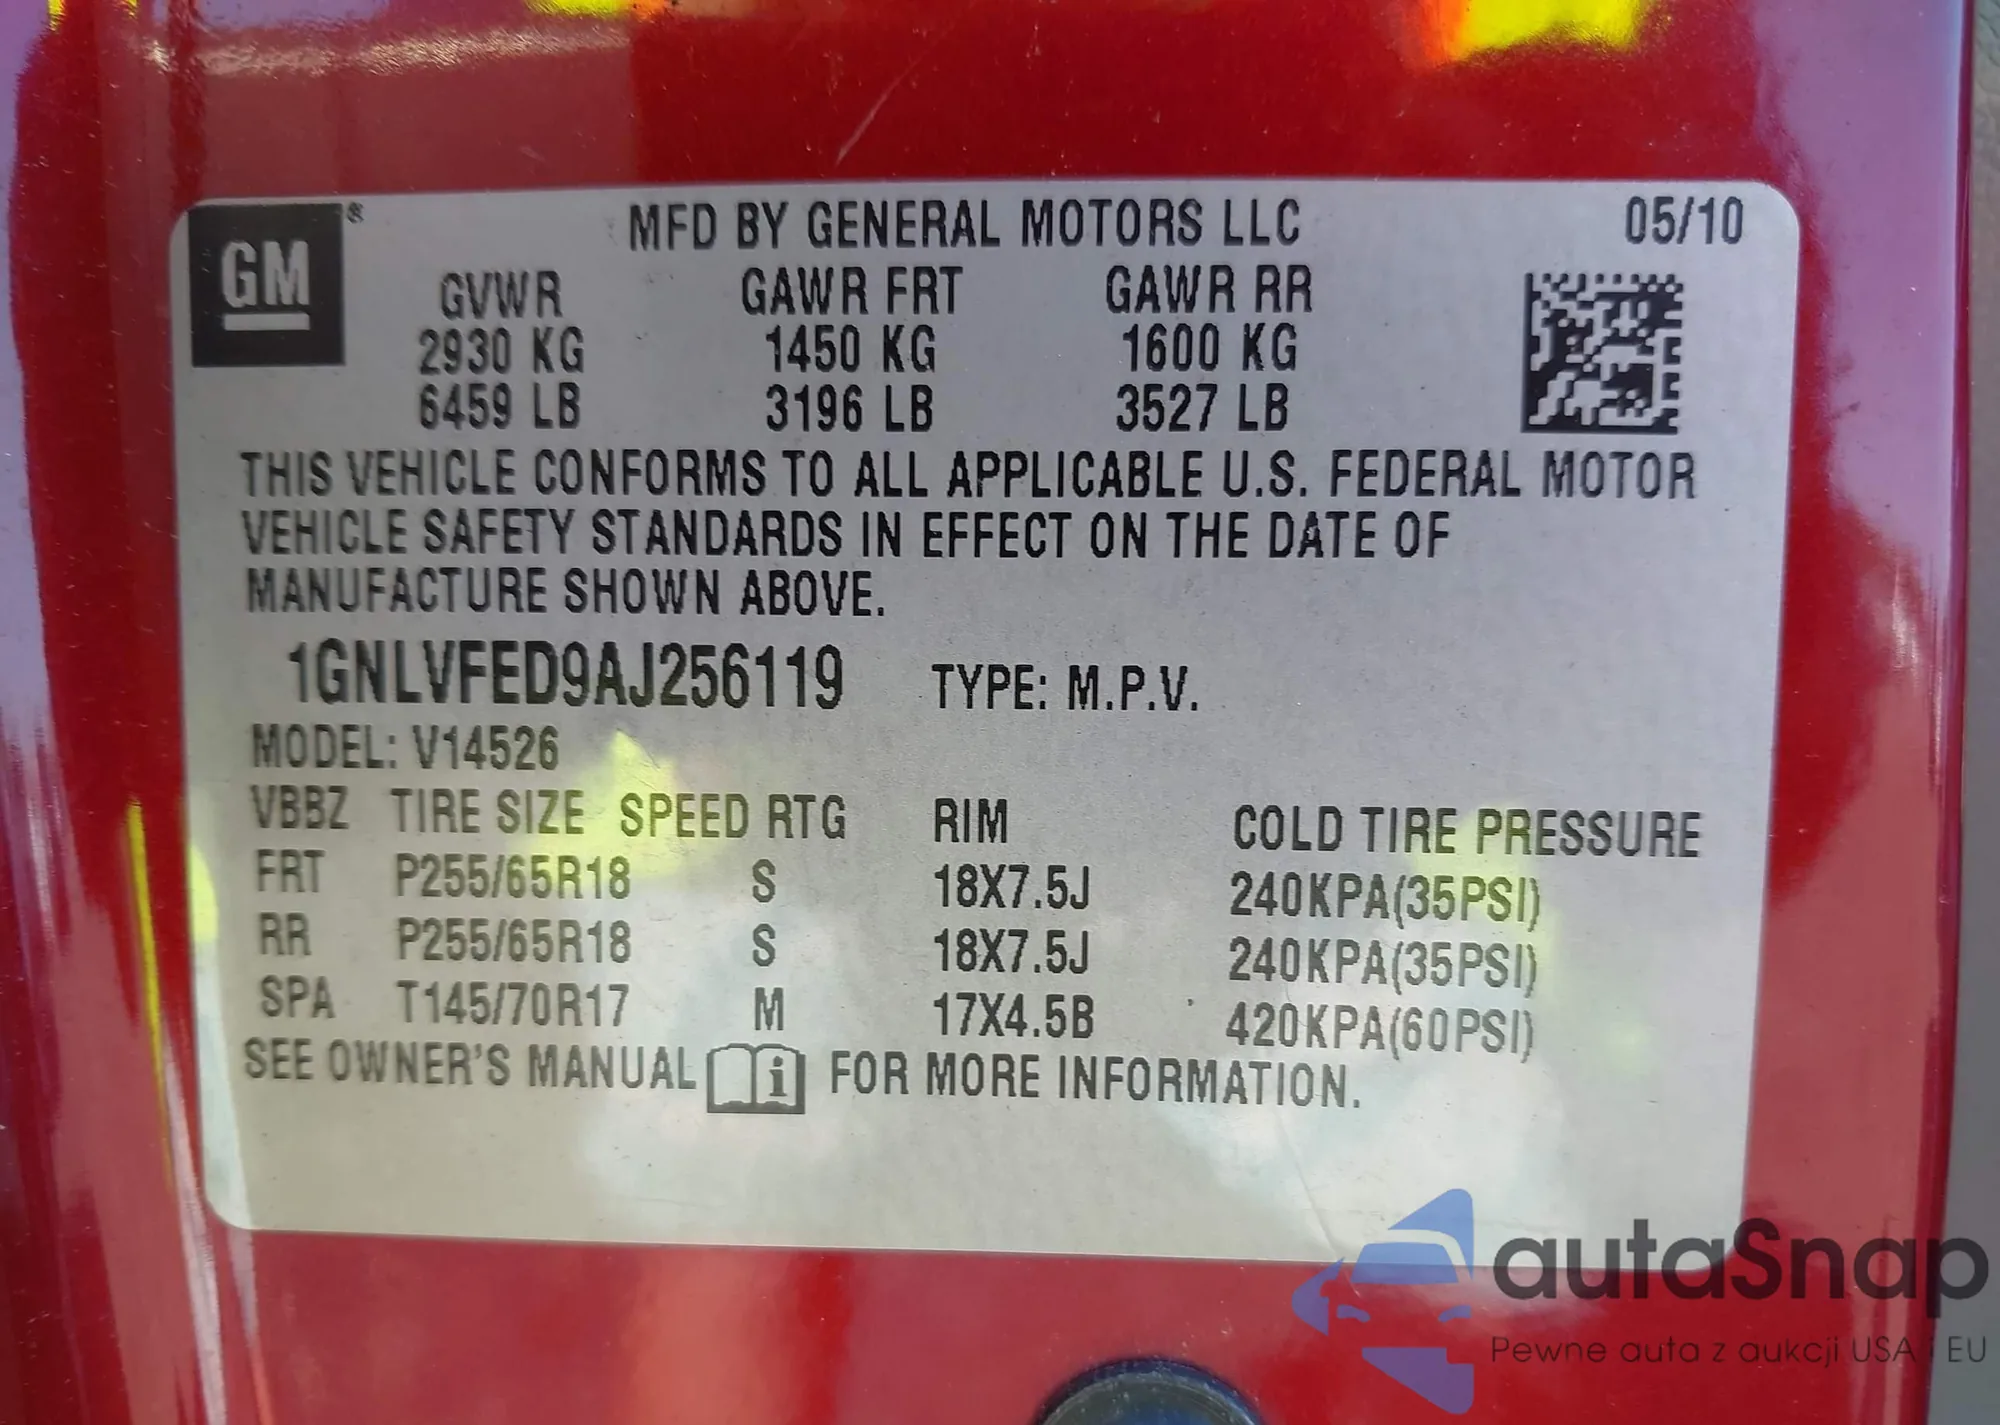 GM ® MFD BY GENERAL MOTORS LLC 05/10
GVWR GAWR FRT GAWR RR
2930 KG 1450 KG 1600 KG
6459 LB 3196 LB 3527 LB
THIS VEHICLE CONFORMS TO ALL APPLICABLE U.S. FEDERAL MOTOR
VEHICLE SAFETY STANDARDS IN EFFECT ON THE DATE OF
MANUFACTURE SHOWN ABOVE.
1GNLVFED9AJ256119 TYPE: M.P.V.
MODEL: V14526
VBBZ TIRE SIZE SPEED RTG RIM COLD TIRE PRESSURE
FRT P255/65R18 S 18X7.5J 240KPA(35PSI)
RR P255/65R18 S 18X7.5J 240KPA(35PSI)
SPA T145/70R17 M 17X4.5B 420KPA(60PSI)
SEE OWNER'S MANUAL i FOR MORE INFORMATION.
autaSnap
Pewne auta z aukcji USA i EU